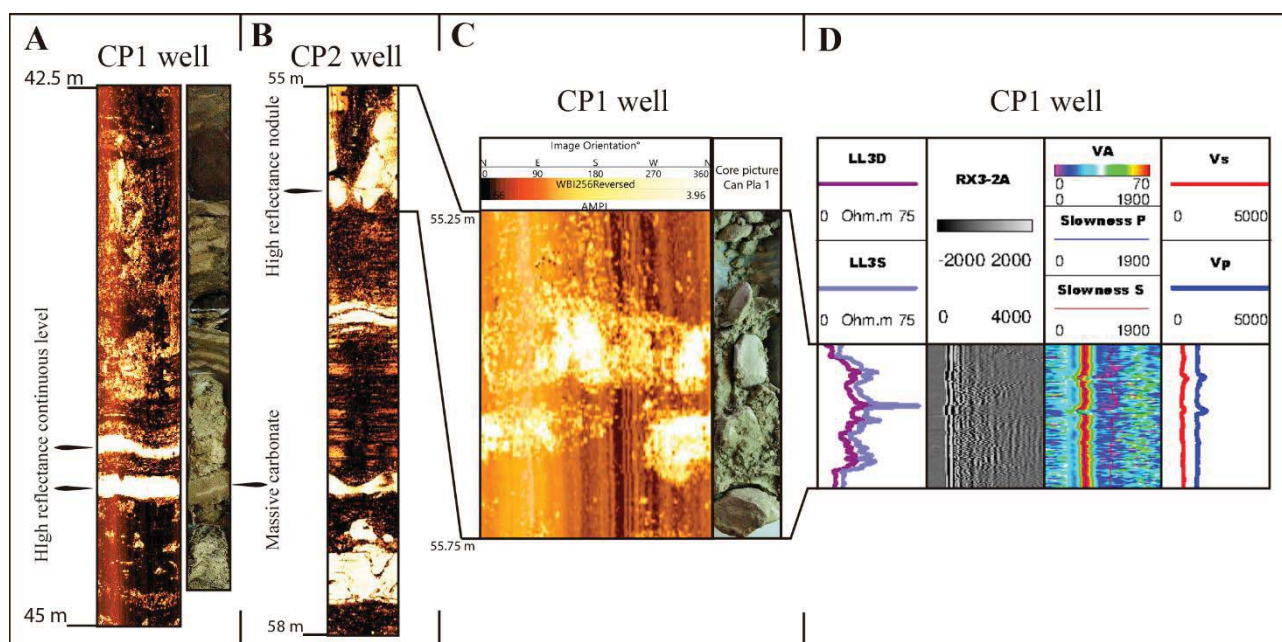 A
CP1 well
42.5 m
High reflectance continuous level
45 m
B
CP2 well
55 m
High reflectance nodule
Massive carbonate
58 m
C
CP1 well
Image Orientation°
N E S W N
0 90 180 270 360
WBI256Reversed
3.96
AMPL
Core picture
Can Pla 1
55.25 m
55.75 m
D
CP1 well
LL3D
0 Ohm.m 75
LL3S
0 Ohm.m 75
RX3-2A
-2000 2000
0 4000
VA
0 70
0 1900
Slowness P
0 1900
Slowness S
0 1900
Vs
0 5000
Vp
0 5000